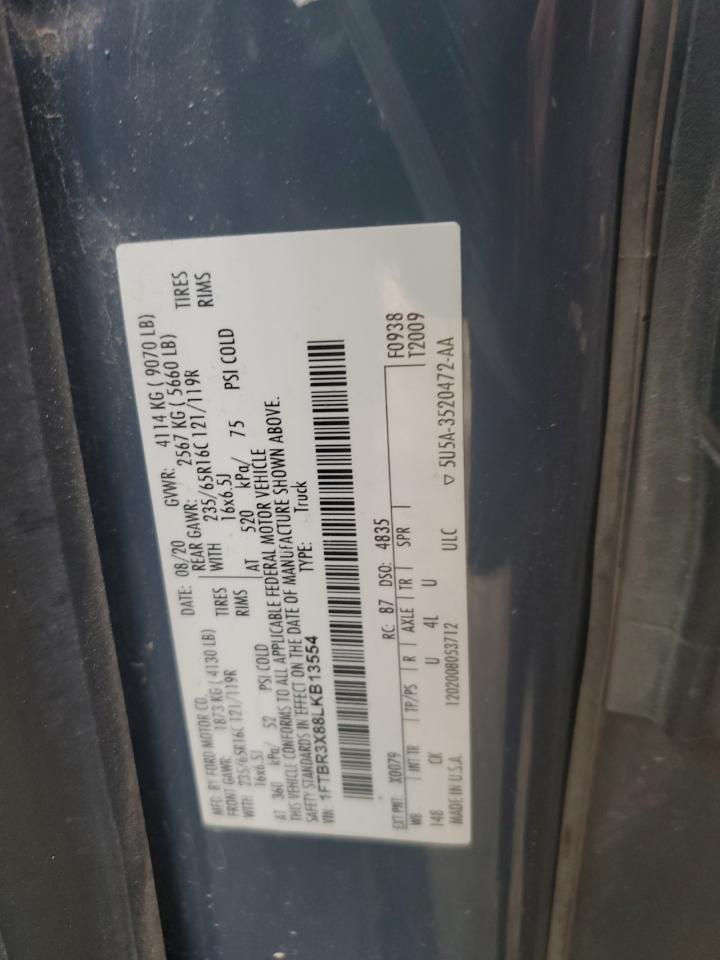 MFD. BY FORD MOTOR CO. DATE: 08/20 GVWR: 4114 KG ( 9070 LB)
FRONT GAWR: 1873 KG ( 4130 LB) REAR GAWR: 2567 KG ( 5660 LB)
WITH 235/65R16C 121/119R TIRES WITH 235/65R16C 121/119R TIRES
16x6.5J RIMS 16x6.5J RIMS
AT 360 kPa/ 52 PSI COLD AT 520 kPa/ 75 PSI COLD
THIS VEHICLE CONFORMS TO ALL APPLICABLE FEDERAL MOTOR VEHICLE
SAFETY STANDARDS IN EFFECT ON THE DATE OF MANUFACTURE SHOWN ABOVE.
VIN: 1FTBR3X88LKB13554 TYPE: Truck
EXT PNT: X0079 RC: 87 DSO: 4835 F0938
WB INT TR TP/PS R AXLE TR SPR T2009
148 CK U 4L U
MADE IN U.S.A. 1202008053712 ULC ▽ 5U5A-3520472-AA